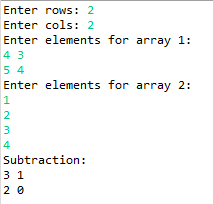 Enter rows: 2
Enter cols: 2
Enter elements for array 1:
4 3
5 4
Enter elements for array 2:
1
2
3
4
Subtraction:
3 1
2 0